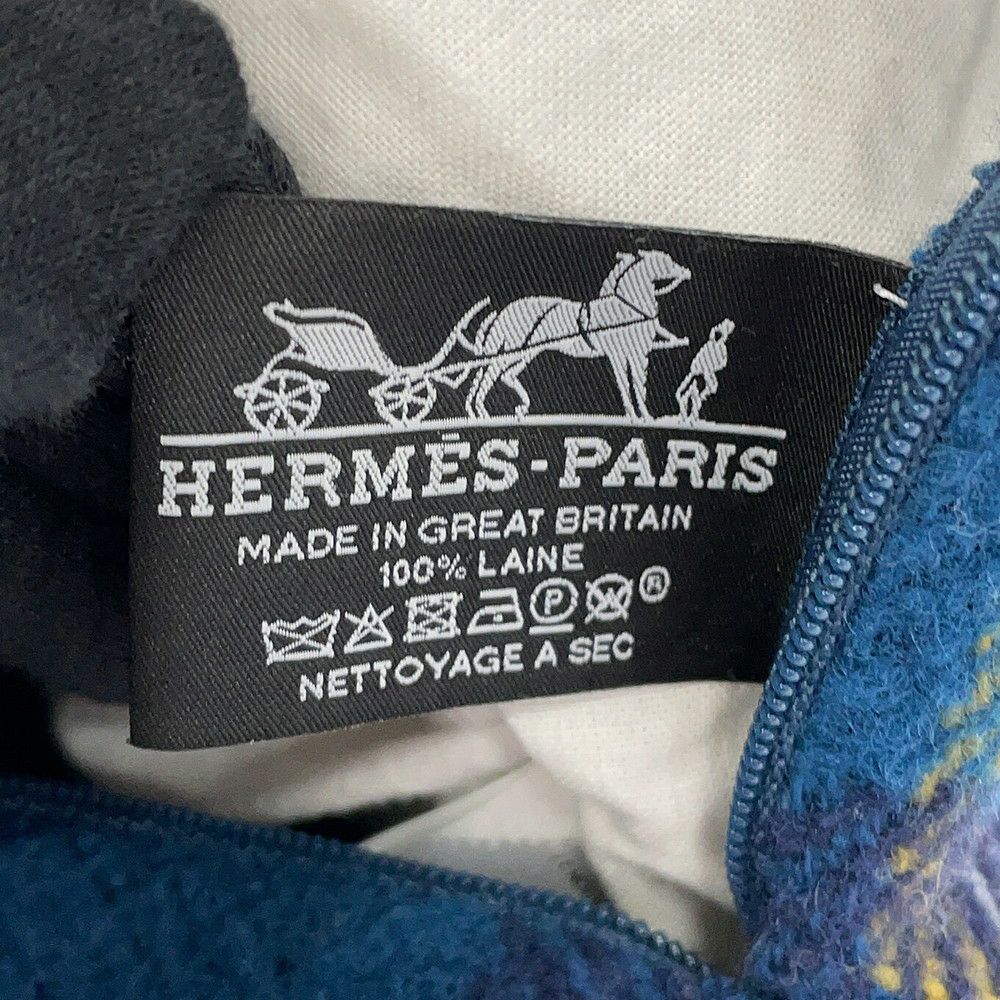 HERMÈS-PARIS
MADE IN GREAT BRITAIN
100% LAINE
P W ®
NETTOYAGE A SEC